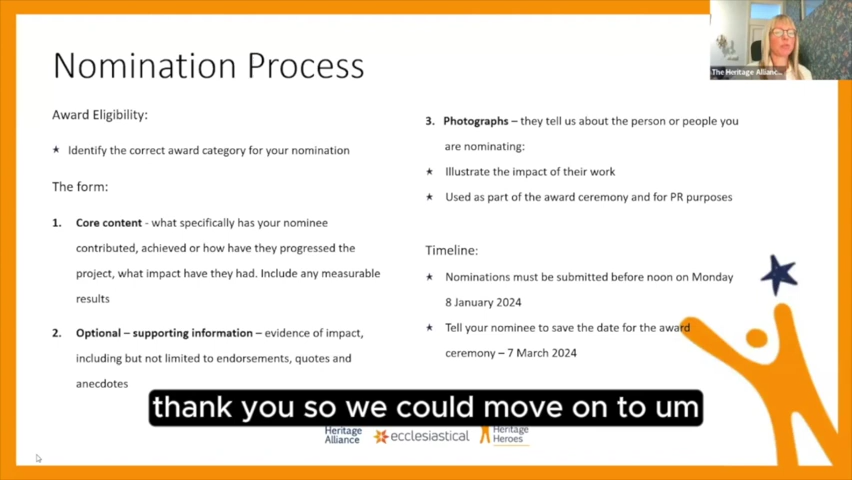 The Heritage Allianc...
Nomination Process
Award Eligibility:
★ Identify the correct award category for your nomination
The form:
1. Core content - what specifically has your nominee
contributed, achieved or how have they progressed the
project, what impact have they had. Include any measurable
results
2. Optional – supporting information – evidence of impact,
including but not limited to endorsements, quotes and
anecdotes
3. Photographs – they tell us about the person or people you
are nominating:
★ Illustrate the impact of their work
★ Used as part of the award ceremony and for PR purposes
Timeline:
★ Nominations must be submitted before noon on Monday
8 January 2024
★ Tell your nominee to save the date for the award
ceremony – 7 March 2024
thank you so we could move on to um
Heritage
Alliance
ecclesiastical
Heritage
Heroes